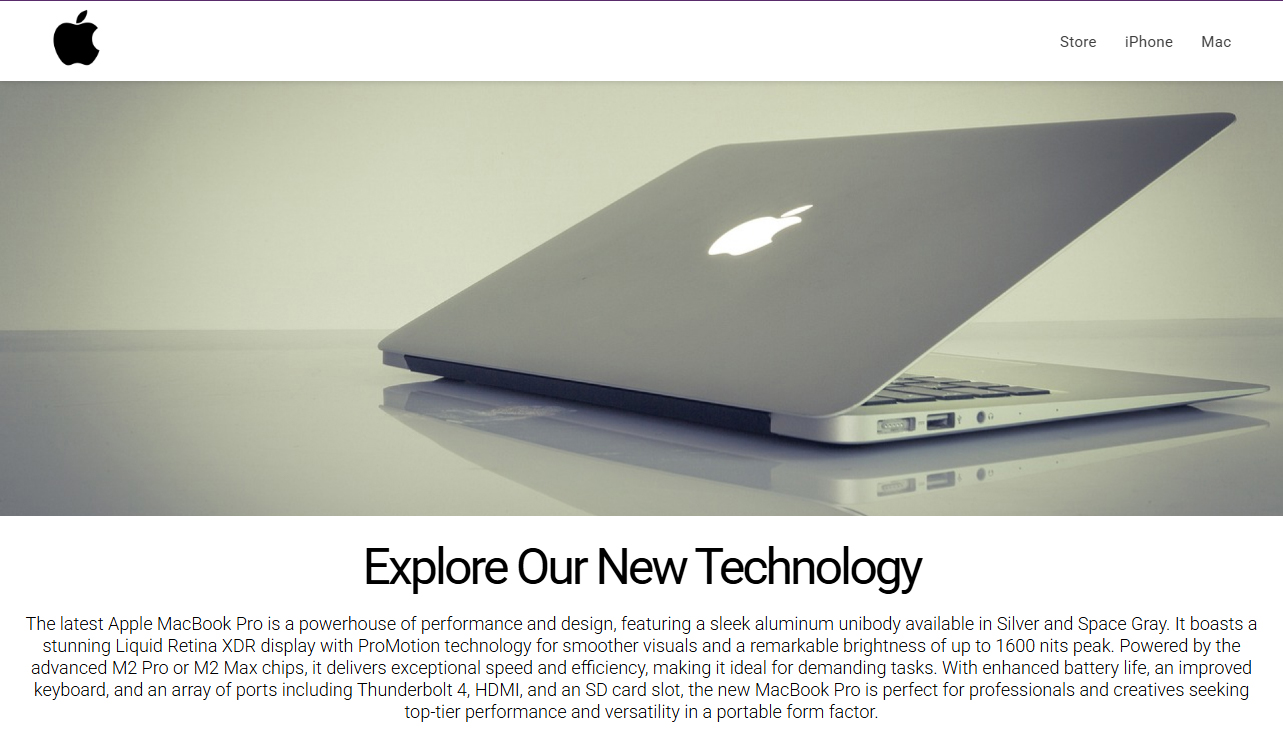 Store iPhone Mac
Explore Our New Technology
The latest Apple MacBook Pro is a powerhouse of performance and design, featuring a sleek aluminum unibody available in Silver and Space Gray. It boasts a
stunning Liquid Retina XDR display with ProMotion technology for smoother visuals and a remarkable brightness of up to 1600 nits peak. Powered by the
advanced M2 Pro or M2 Max chips, it delivers exceptional speed and efficiency, making it ideal for demanding tasks. With enhanced battery life, an improved
keyboard, and an array of ports including Thunderbolt 4, HDMI, and an SD card slot, the new MacBook Pro is perfect for professionals and creatives seeking
top-tier performance and versatility in a portable form factor.